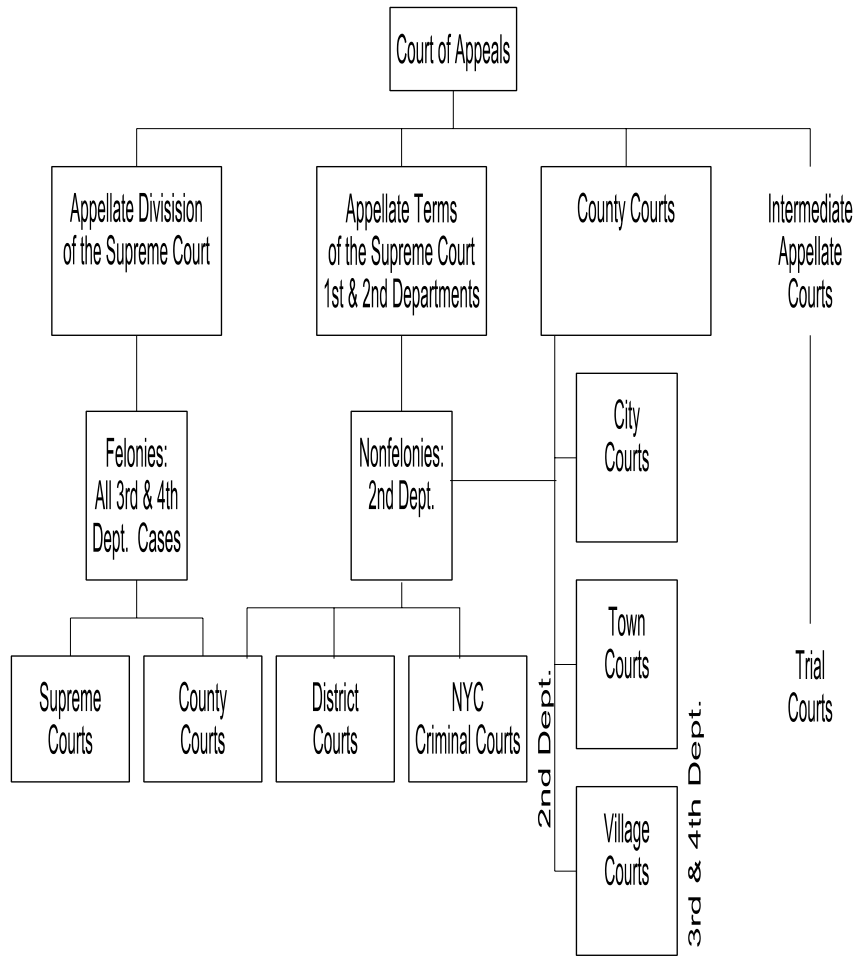 Court of Appeals
Appellate Divisision
of the Supreme Court
Appellate Terms
of the Supreme Court
1st & 2nd Departments
County Courts
Intermediate
Appellate
Courts
Felonies:
All 3rd & 4th
Dept. Cases
Nonfelonies:
2nd Dept.
City
Courts
Town
Courts
Village
Courts
2nd Dept.
3rd & 4th Dept.
Supreme
Courts
County
Courts
District
Courts
NYC
Criminal Courts
Trial
Courts